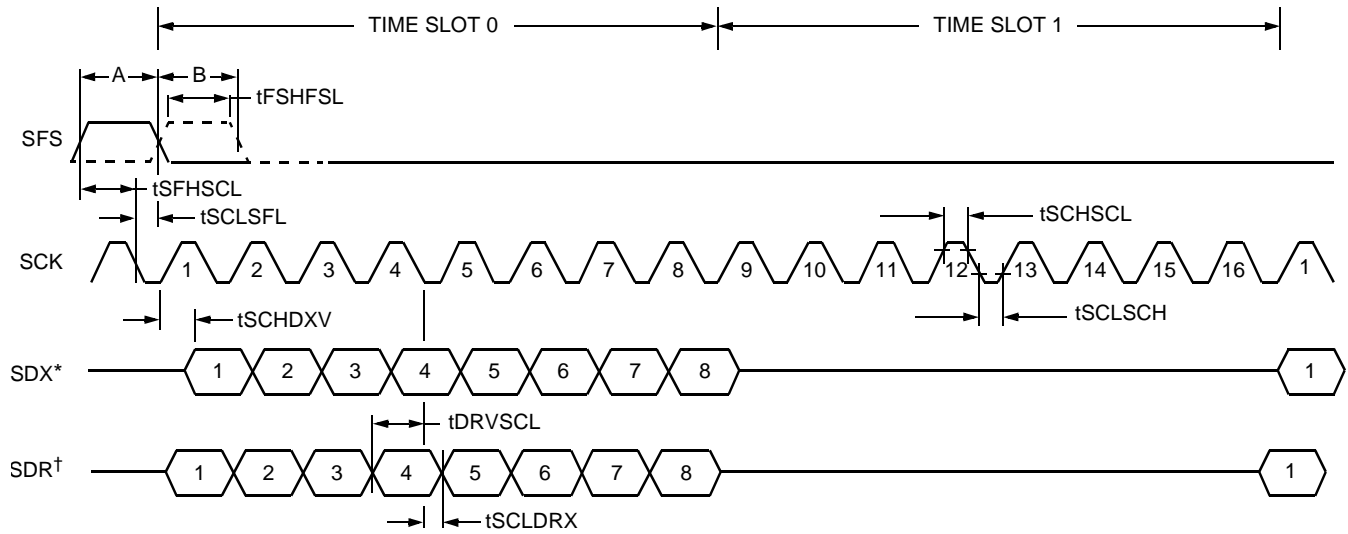 TIME SLOT 0 TIME SLOT 1
A B
tFSHFSL
SFS
tSFHSCL
tSCLSFL
tSCHSCL
SCK
1 2 3 4 5 6 7 8 9 10 11 12 13 14 15 16 1
tSCHDXV
tSCLSCH
SDX* 1 2 3 4 5 6 7 8 1
tDRVSCL
SDR† 1 2 3 4 5 6 7 8 1
tSCLDRX